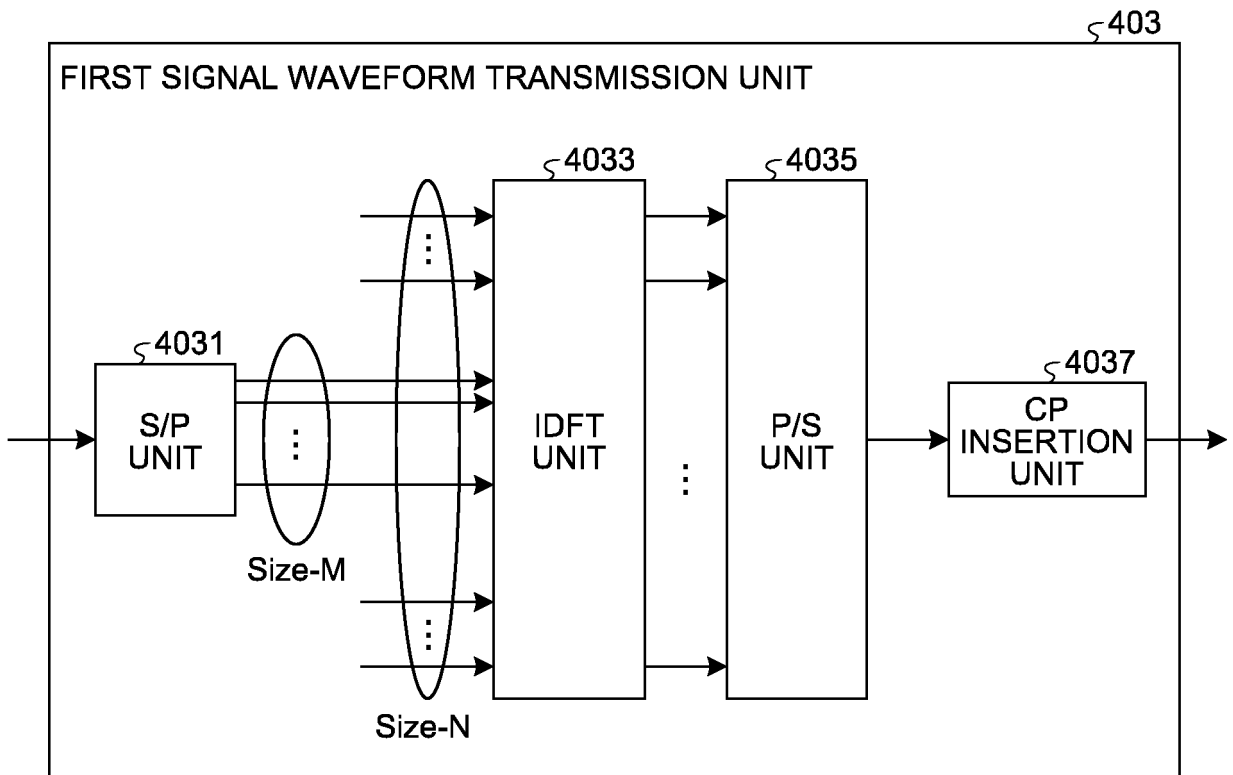 403
FIRST SIGNAL WAVEFORM TRANSMISSION UNIT
4033
4035
4031
4037
S/P
UNIT
IDFT
UNIT
P/S
UNIT
CP
INSERTION
UNIT
Size-M
Size-N